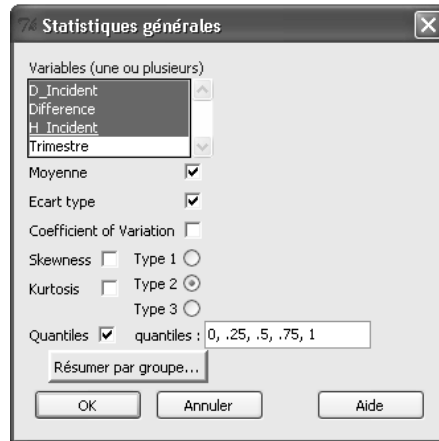 Statistiques générales
Variables (une ou plusieurs)
D_Incident
Difference
H_Incident
Trimestre
Moyenne
Ecart type
Coefficient of Variation
Skewness Type 1
Kurtosis Type 2
Type 3
Quantiles quantiles : 0, .25, .5, .75, 1
Résumer par groupe...
OK Annuler Aide